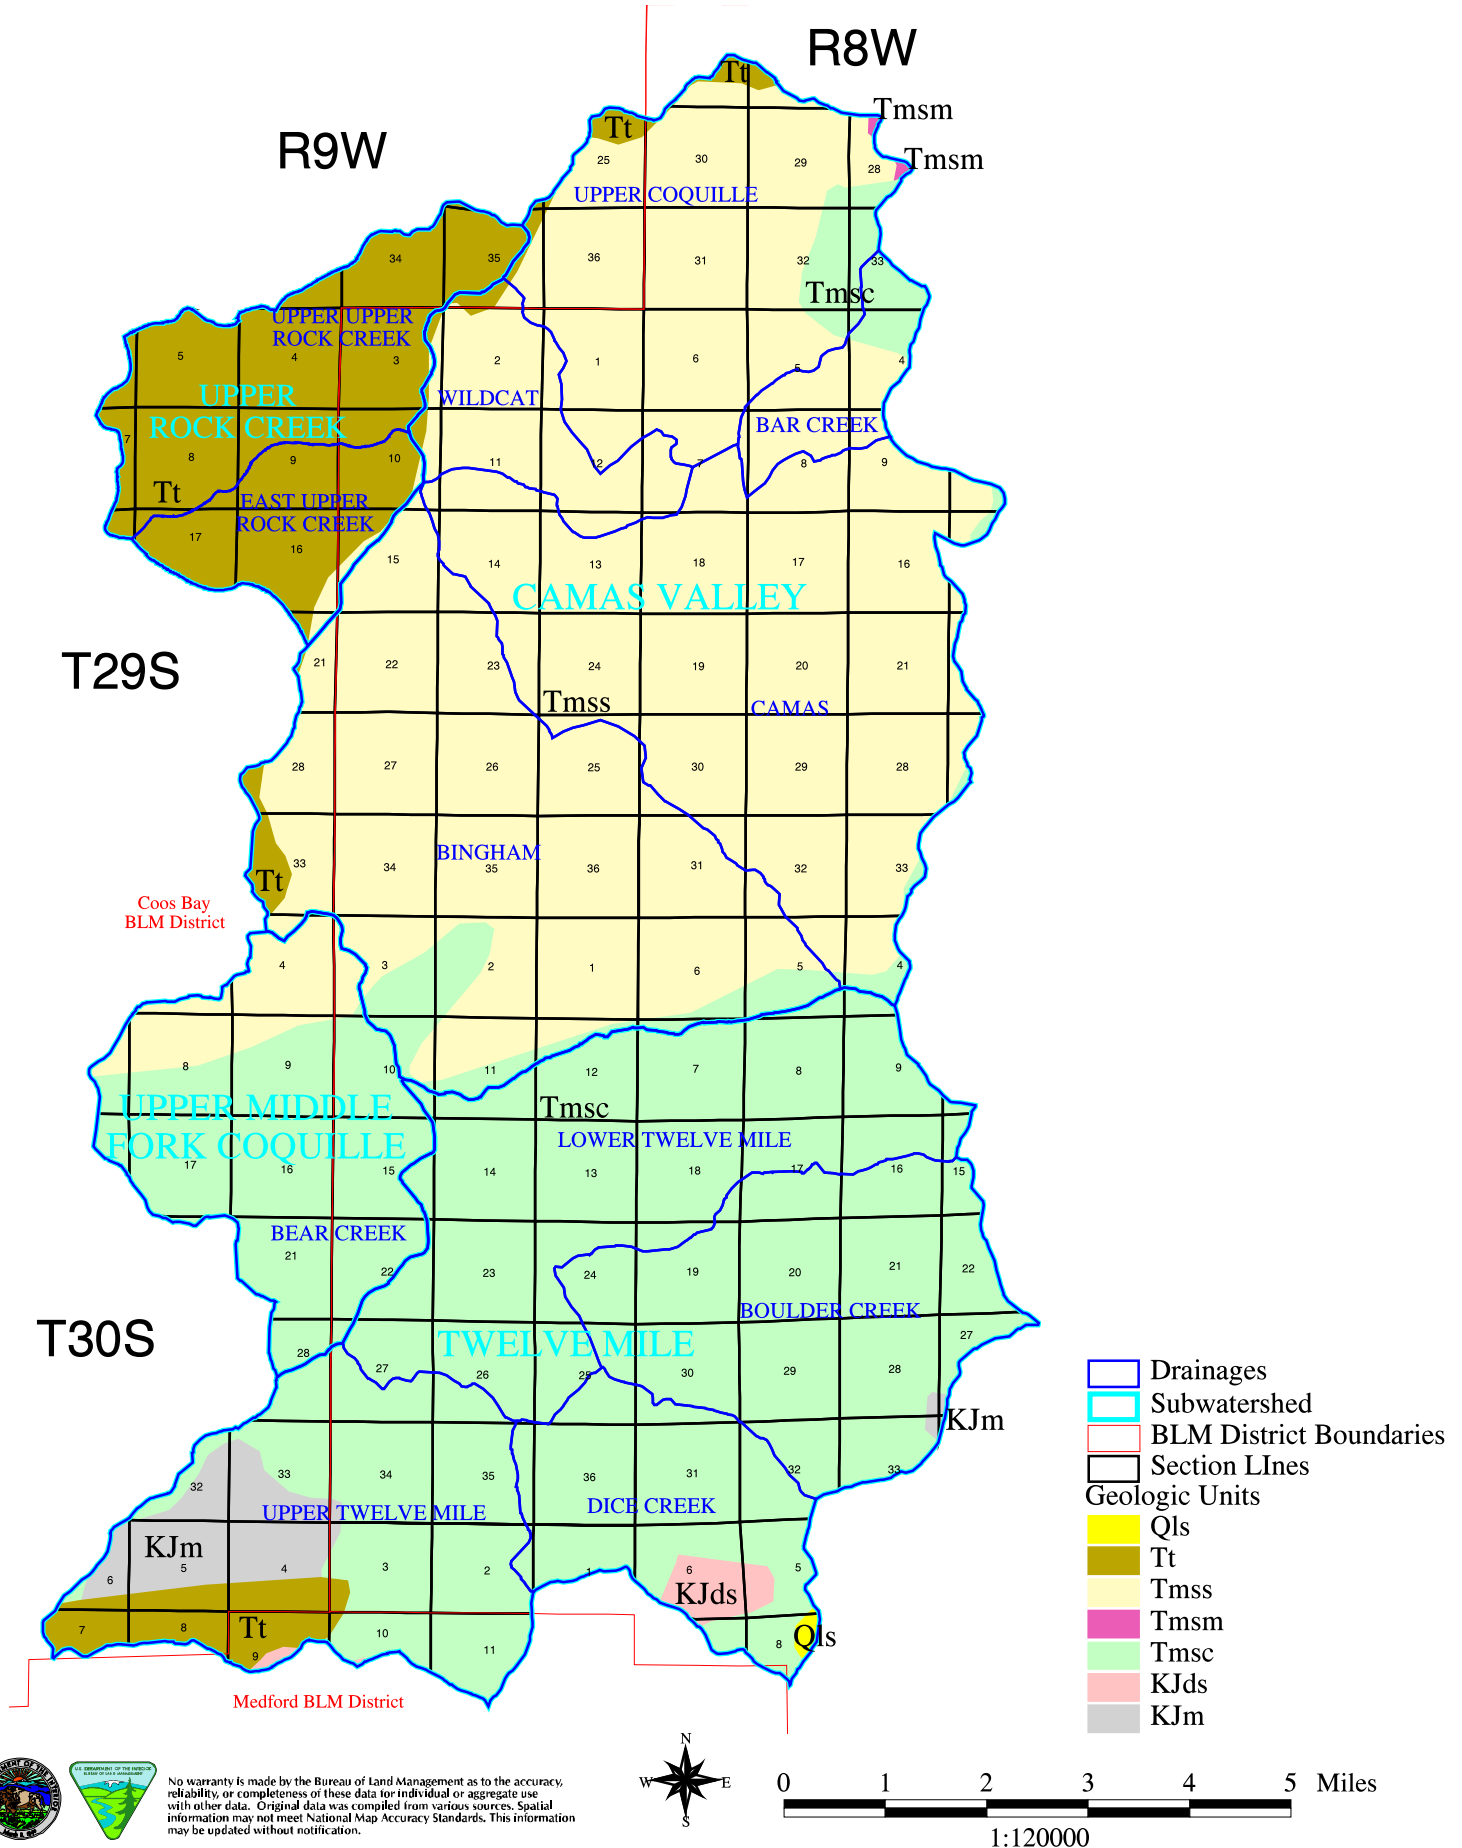 R8W
Tt
Tmsm
Tt
R9W
Tmsm
25
30
29
28
UPPER COQUILLE
34
35
36
31
32
33
Tmsc
UPPER UPPER
ROCK CREEK
5
4
3
2
1
6
5
4
UPPER
ROCK CREEK
WILDCAT
BAR CREEK
7
8
9
10
11
12
7
8
9
Tt
EAST UPPER
ROCK CREEK
17
16
15
14
13
18
17
16
CAMAS VALLEY
T29S
21
22
23
24
19
20
21
Tmss
CAMAS
28
27
26
25
30
29
28
BINGHAM
33
34
35
36
31
32
33
Tt
Coos Bay
BLM District
4
3
2
1
6
5
4
8
9
10
11
12
7
8
9
UPPER MIDDLE
FORK COQUILLE
Tmsc
LOWER TWELVE MILE
17
16
15
14
13
18
17
16
15
BEAR CREEK
21
22
23
24
19
20
21
22
BOULDER CREEK
T30S
TWELVE MILE
28
27
26
25
30
29
28
27
KJm
32
33
34
35
36
31
32
33
UPPER TWELVE MILE
DICE CREEK
KJm
6
5
4
3
2
1
6
5
KJds
7
8
Tt
9
10
11
8
Qls
Medford BLM District
Drainages
Subwatershed
BLM District Boundaries
Section LInes
Geologic Units
Qls
Tt
Tmss
Tmsm
Tmsc
KJds
KJm
U.S. DEPARTMENT OF THE INTERIOR
BUREAU OF LAND MANAGEMENT
No warranty is made by the Bureau of Land Management as to the accuracy,
reliability, or completeness of these data for individual or aggregate use
with other data. Original data was compiled from various sources. Spatial
information may not meet National Map Accuracy Standards. This information
may be updated without notification.
N
W E
S
0 1 2 3 4 5 Miles
1:120000